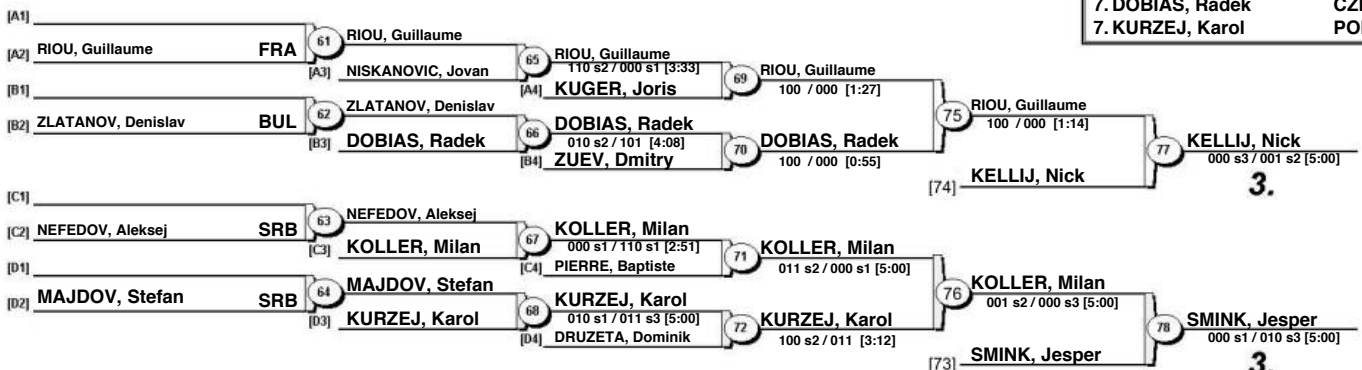 7. DOBIAS, Radek
7. KURZEJ, Karol PO
[A1]
[A2] RIOU, Guillaume FRA
61 RIOU, Guillaume
[A3] NISKANOVIC, Jovan
65 RIOU, Guillaume
110 s2 / 000 s1 [3:33]
[A4] KUGER, Joris
69 RIOU, Guillaume
100 / 000 [1:27]
[B1]
[B2] ZLATANOV, Denislav BUL
62 ZLATANOV, Denislav
[B3] DOBIAS, Radek
66 DOBIAS, Radek
010 s2 / 101 [4:08]
[B4] ZUEV, Dmitry
70 DOBIAS, Radek
100 / 000 [0:55]
75 RIOU, Guillaume
100 / 000 [1:14]
[74] KELLIJ, Nick
77 KELLIJ, Nick
000 s3 / 001 s2 [5:00]
3.
[C1]
[C2] NEFEDOV, Aleksej SRB
63 NEFEDOV, Aleksej
[C3] KOLLER, Milan
67 KOLLER, Milan
000 s1 / 110 s1 [2:51]
[C4] PIERRE, Baptiste
71 KOLLER, Milan
011 s2 / 000 s1 [5:00]
[D1]
[D2] MAJDOV, Stefan SRB
64 MAJDOV, Stefan
[D3] KURZEJ, Karol
68 KURZEJ, Karol
010 s1 / 011 s3 [5:00]
[D4] DRUZETA, Dominik
72 KURZEJ, Karol
100 s2 / 011 [3:12]
76 KOLLER, Milan
001 s2 / 000 s3 [5:00]
[73] SMINK, Jesper
78 SMINK, Jesper
000 s1 / 010 s3 [5:00]
3.